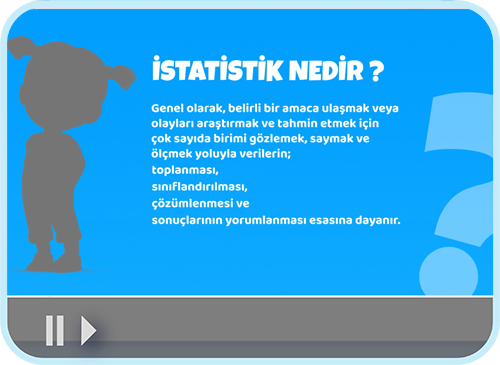 İSTATİSTİK NEDİR ?
Genel olarak, belirli bir amaca ulaşmak veya
olayları araştırmak ve tahmin etmek için
çok sayıda birimi gözlemek, saymak ve
ölçmek yoluyla verilerin;
toplanması,
sınıflandırılması,
çözümlenmesi ve
sonuçlarının yorumlanması esasına dayanır.
?